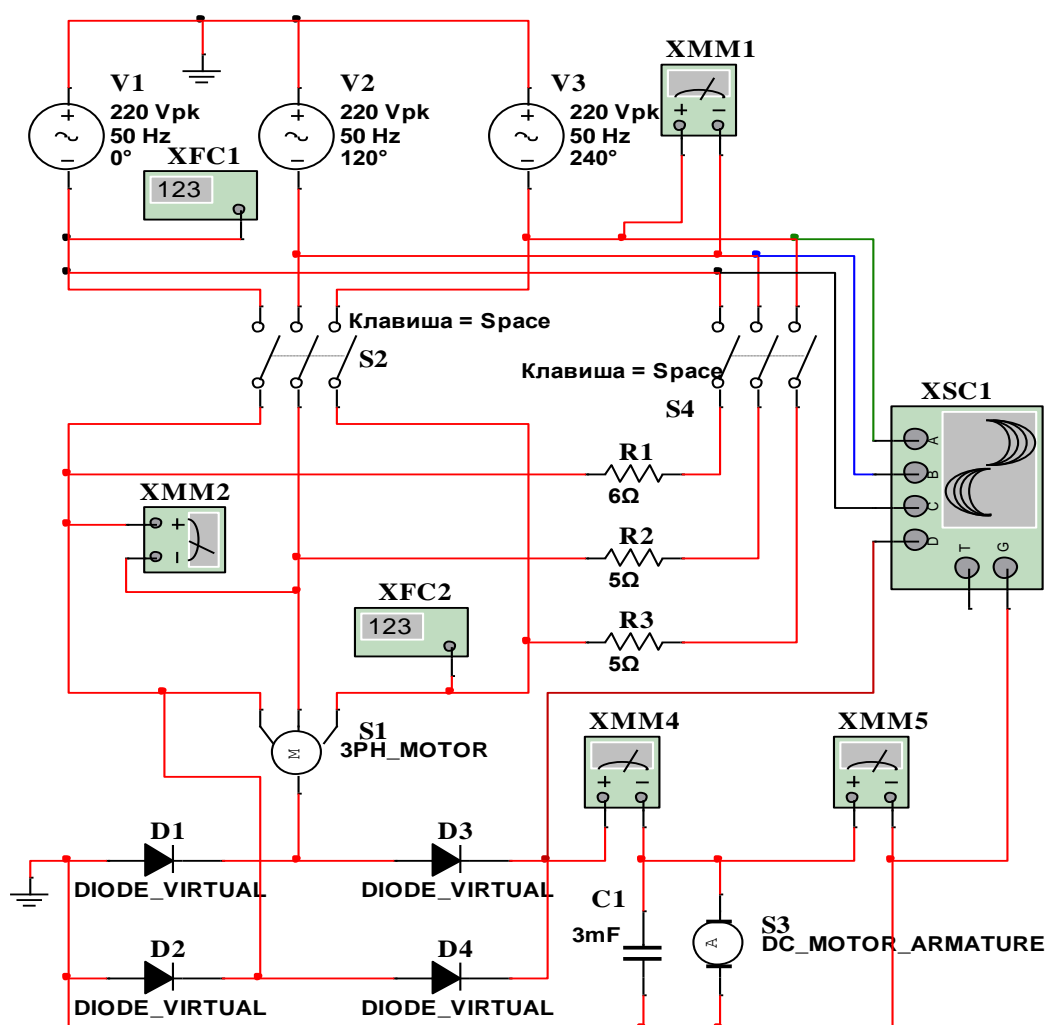 XMM1
V1
220 Vpk
50 Hz
0°
V2
220 Vpk
50 Hz
120°
V3
220 Vpk
50 Hz
240°
+ −
XFC1
123
Клавиша = Space
S2
Клавиша = Space
S4
XSC1
A
B
C
D
T
G
R1
6Ω
XMM2
+
−
R2
5Ω
XFC2
123
R3
5Ω
S1
3PH_MOTOR
M
XMM4
+ −
XMM5
+ −
D1
DIODE_VIRTUAL
D3
DIODE_VIRTUAL
C1
3mF
S3
DC_MOTOR_ARMATURE
A
D2
DIODE_VIRTUAL
D4
DIODE_VIRTUAL